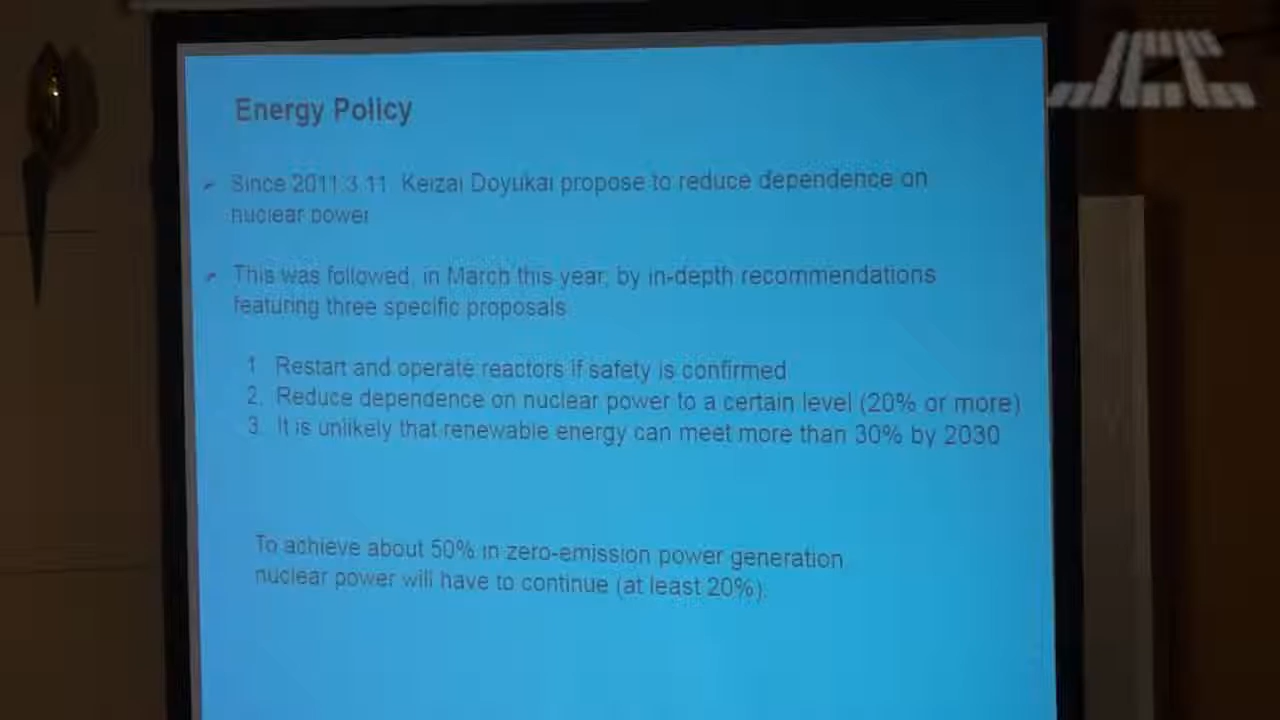 Energy Policy
Since 2011.3.11 Keizai Doyukai propose to reduce dependence on
nuclear power
This was followed, in March this year, by in-depth recommendations
featuring three specific proposals
1. Restart and operate reactors if safety is confirmed
2. Reduce dependence on nuclear power to a certain level (20% or more)
3. It is unlikely that renewable energy can meet more than 30% by 2030
To achieve about 50% in zero-emission power generation
nuclear power will have to continue (at least 20%).